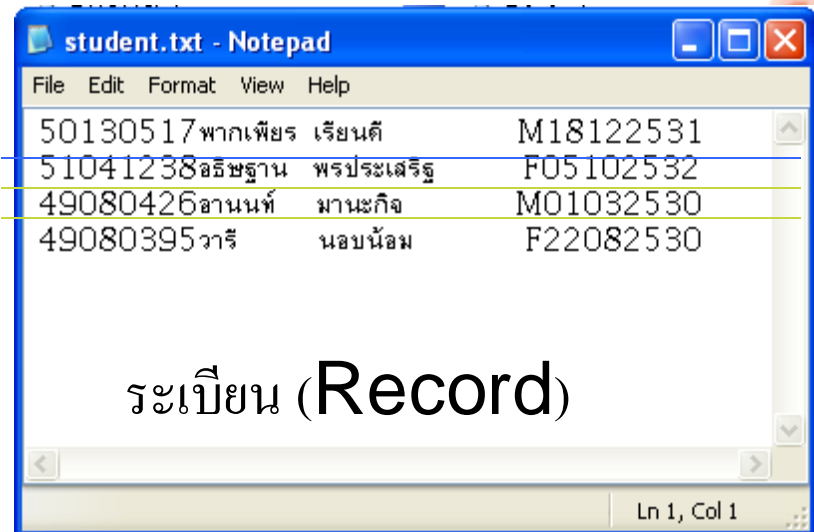 student.txt - Notepad
File Edit Format View Help
50130517พากเพียร เรียนดี M18122531
51041238อธิษฐาน พรประเสริฐ F05102532
49080426อานนท์ มานะกิจ M01032530
49080395วารี นอบน้อม F22082530
ระเบียน (Record)
Ln 1, Col 1